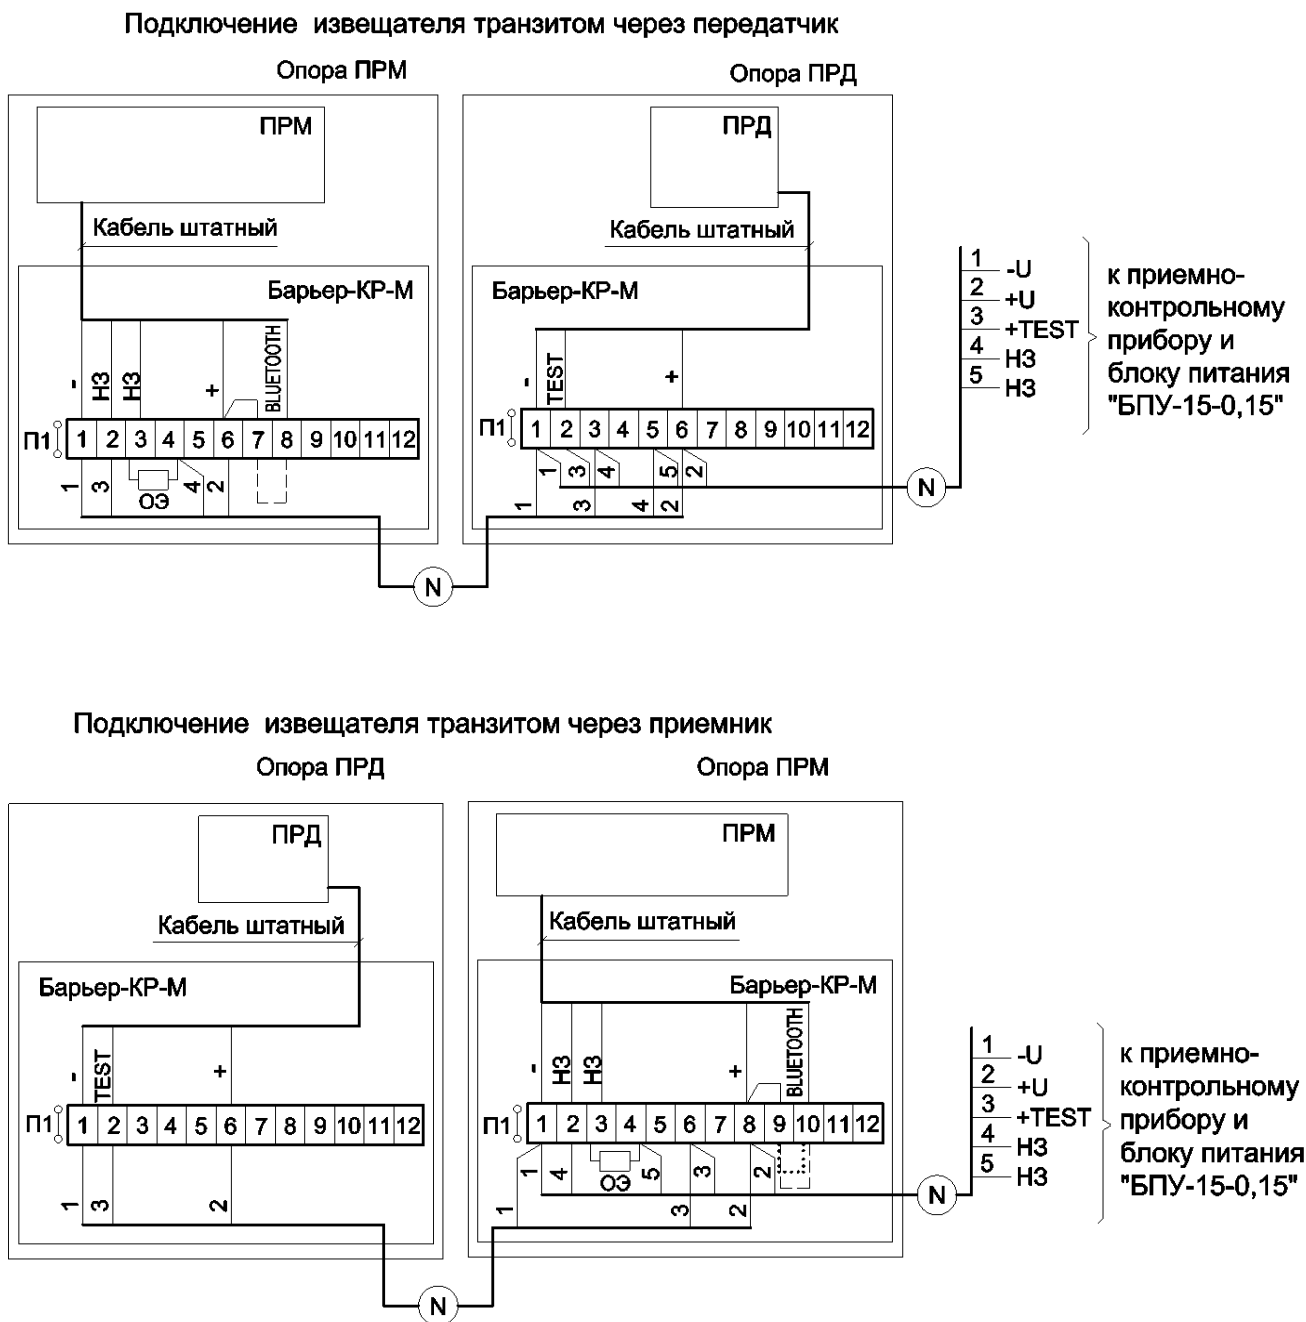 Подключение извещателя транзитом через передатчик
Опора ПРМ
Опора ПРД
ПРМ
ПРД
Кабель штатный
Кабель штатный
Барьер-КР-М
Барьер-КР-М
- НЗ НЗ + BLUETOOTH
- TEST +
П1 1 2 3 4 5 6 7 8 9 10 11 12
П1 1 2 3 4 5 6 7 8 9 10 11 12
1 3 ОЭ 4 2
1 3 4 5 2
1 3 4 2
N
N
1 -U
2 +U
3 +TEST
4 НЗ
5 НЗ
к приемно-
контрольному
прибору и
блоку питания
"БПУ-15-0,15"
Подключение извещателя транзитом через приемник
Опора ПРД
Опора ПРМ
ПРД
ПРМ
Кабель штатный
Кабель штатный
Барьер-КР-М
Барьер-КР-М
- TEST +
- НЗ НЗ + BLUETOOTH
П1 1 2 3 4 5 6 7 8 9 10 11 12
П1 1 2 3 4 5 6 7 8 9 10 11 12
1 3 2
1 4 ОЭ 5 3 2
1 3 2
N
N
1 -U
2 +U
3 +TEST
4 НЗ
5 НЗ
к приемно-
контрольному
прибору и
блоку питания
"БПУ-15-0,15"